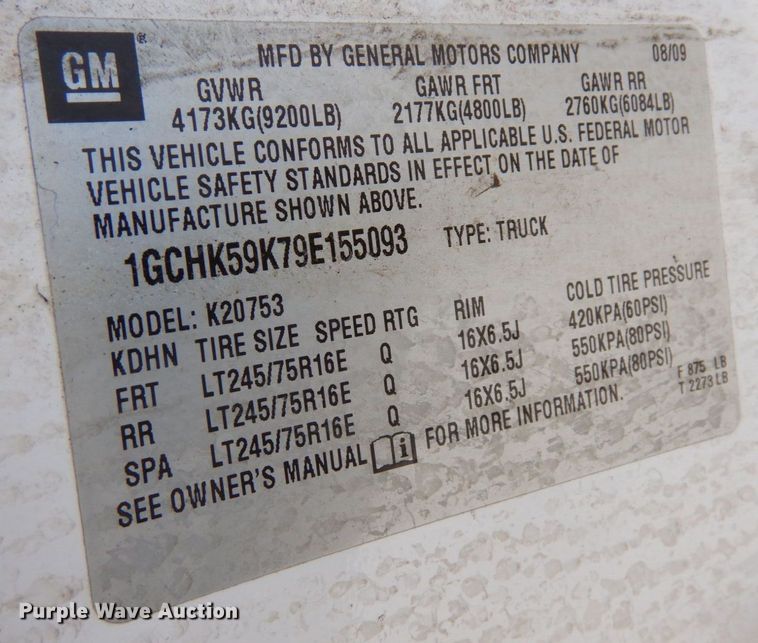 GM® MFD BY GENERAL MOTORS COMPANY 08/09
GVWR GAWR FRT GAWR RR
4173KG(9200LB) 2177KG(4800LB) 2760KG(6084LB)
THIS VEHICLE CONFORMS TO ALL APPLICABLE U.S. FEDERAL MOTOR
VEHICLE SAFETY STANDARDS IN EFFECT ON THE DATE OF
MANUFACTURE SHOWN ABOVE.
1GCHK59K79E155093 TYPE: TRUCK
MODEL: K20753
KDHN TIRE SIZE SPEED RTG RIM COLD TIRE PRESSURE
FRT LT245/75R16E Q 16X6.5J 420KPA(60PSI)
RR LT245/75R16E Q 16X6.5J 550KPA(80PSI)
SPA LT245/75R16E Q 16X6.5J 550KPA(80PSI)
F 875 LB
T 2273 LB
SEE OWNER'S MANUAL i FOR MORE INFORMATION.
Purple Wave Auction